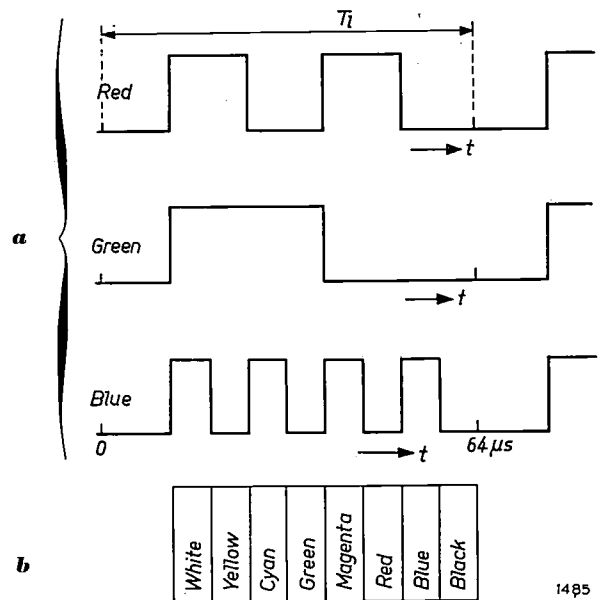 Tl
Red
t
a
Green
t
Blue
0
t
64 μs
b
White
Yellow
Cyan
Green
Magenta
Red
Blue
Black
1485